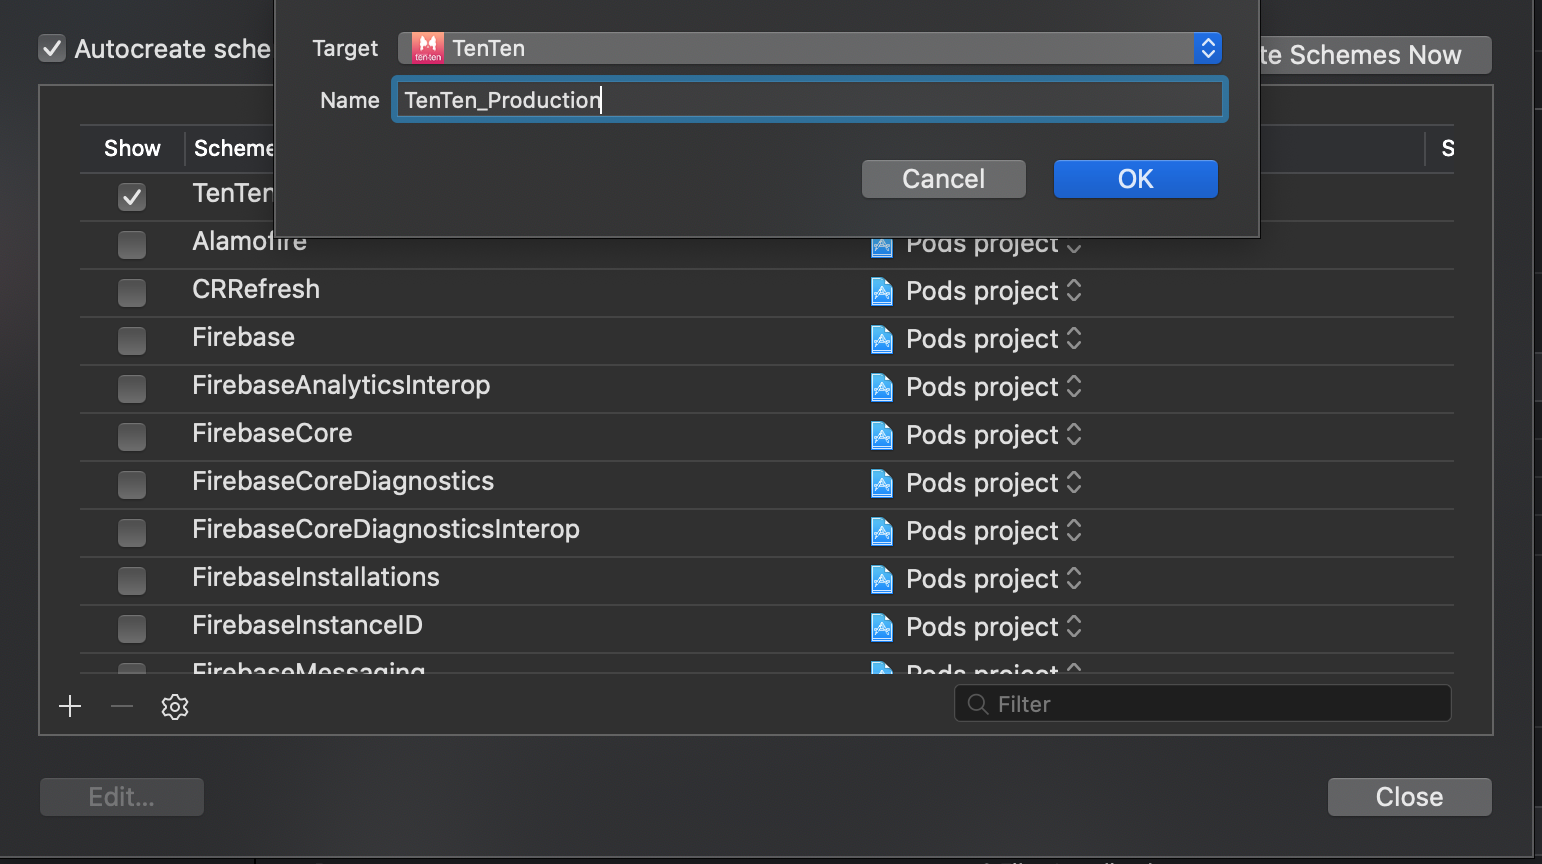 Autocreate sche
Target TenTen
te Schemes Now
Name TenTen_Production
Show Scheme S
Cancel OK
TenTen
Alamofire Pods project
CRRefresh Pods project
Firebase Pods project
FirebaseAnalyticsInterop Pods project
FirebaseCore Pods project
FirebaseCoreDiagnostics Pods project
FirebaseCoreDiagnosticsInterop Pods project
FirebaseInstallations Pods project
FirebaseInstanceID Pods project
FirebaseMessaging Pods project
Filter
Edit... Close